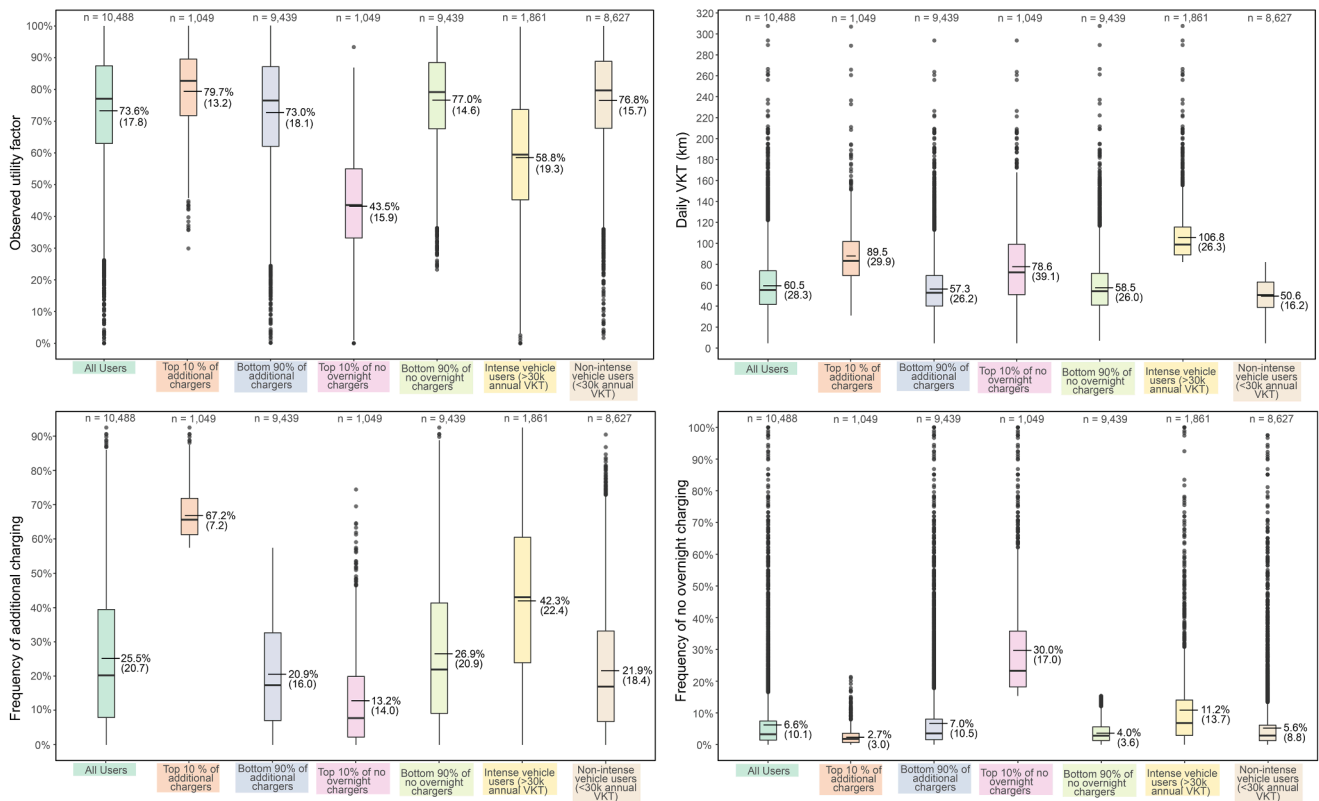 n = 10,488 n = 1,049 n = 9,439 n = 1,049 n = 9,439 n = 1,861 n = 8,627
Observed utility factor
100%
90%
80%
70%
60%
50%
40%
30%
20%
10%
0%
73.6%
(17.8)
79.7%
(13.2)
73.0%
(18.1)
43.5%
(15.9)
77.0%
(14.6)
58.8%
(19.3)
76.8%
(15.7)
All Users
Top 10 % of
additional
chargers
Bottom 90% of
additional
chargers
Top 10% of no
overnight
chargers
Bottom 90% of
no overnight
chargers
Intense vehicle
users (>30k
annual VKT)
Non-intense
vehicle users
(<30k annual
VKT)
n = 10,488 n = 1,049 n = 9,439 n = 1,049 n = 9,439 n = 1,861 n = 8,627
Daily VKT (km)
320
300
280
260
240
220
200
180
160
140
120
100
80
60
40
20
0
60.5
(28.3)
89.5
(29.9)
57.3
(26.2)
78.6
(39.1)
58.5
(26.0)
106.8
(26.3)
50.6
(16.2)
All Users
Top 10 % of
additional
chargers
Bottom 90% of
additional
chargers
Top 10% of no
overnight
chargers
Bottom 90% of
no overnight
chargers
Intense vehicle
users (>30k
annual VKT)
Non-intense
vehicle users
(<30k annual
VKT)
n = 10,488 n = 1,049 n = 9,439 n = 1,049 n = 9,439 n = 1,861 n = 8,627
Frequency of additional charging
90%
80%
70%
60%
50%
40%
30%
20%
10%
0%
25.5%
(20.7)
67.2%
(7.2)
20.9%
(16.0)
13.2%
(14.0)
26.9%
(20.9)
42.3%
(22.4)
21.9%
(18.4)
All Users
Top 10 % of
additional
chargers
Bottom 90% of
additional
chargers
Top 10% of no
overnight
chargers
Bottom 90% of
no overnight
chargers
Intense vehicle
users (>30k
annual VKT)
Non-intense
vehicle users
(<30k annual
VKT)
n = 10,488 n = 1,049 n = 9,439 n = 1,049 n = 9,439 n = 1,861 n = 8,627
Frequency of no overnight charging
100%
90%
80%
70%
60%
50%
40%
30%
20%
10%
0%
6.6%
(10.1)
2.7%
(3.0)
7.0%
(10.5)
30.0%
(17.0)
4.0%
(3.6)
11.2%
(13.7)
5.6%
(8.8)
All Users
Top 10 % of
additional
chargers
Bottom 90% of
additional
chargers
Top 10% of no
overnight
chargers
Bottom 90% of
no overnight
chargers
Intense vehicle
users (>30k
annual VKT)
Non-intense
vehicle users
(<30k annual
VKT)